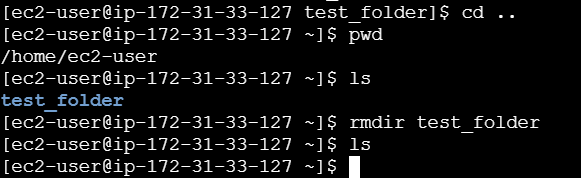 [ec2-user@ip-172-31-33-127 test_folder]$ cd ..
[ec2-user@ip-172-31-33-127 ~]$ pwd
/home/ec2-user
[ec2-user@ip-172-31-33-127 ~]$ ls
test_folder
[ec2-user@ip-172-31-33-127 ~]$ rmdir test_folder
[ec2-user@ip-172-31-33-127 ~]$ ls
[ec2-user@ip-172-31-33-127 ~]$